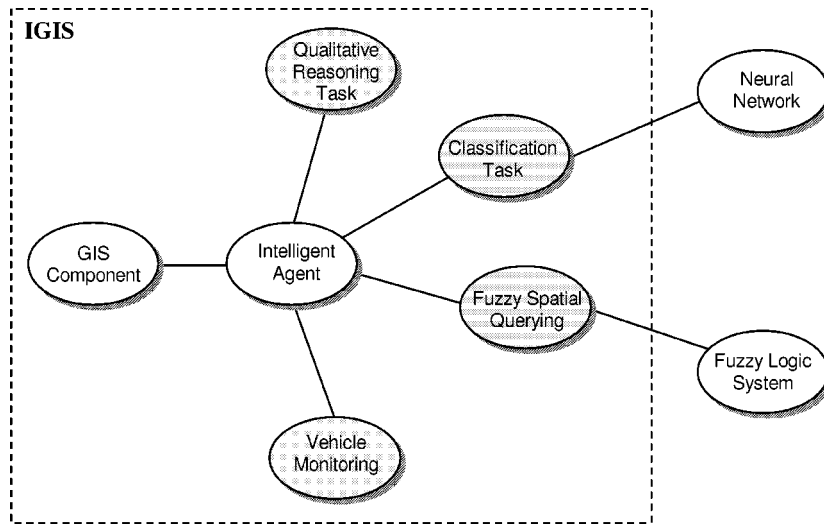 IGIS
Qualitative
Reasoning
Task
Neural
Network
Classification
Task
GIS
Component
Intelligent
Agent
Fuzzy Spatial
Querying
Fuzzy Logic
System
Vehicle
Monitoring